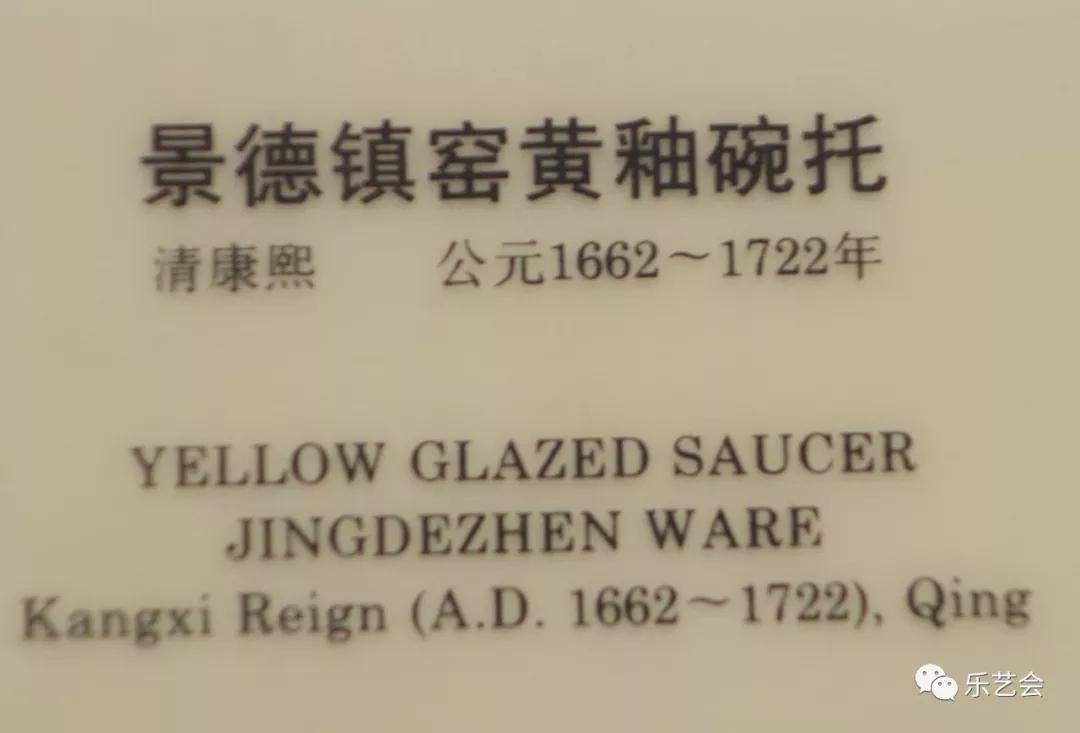 景德镇窑黄釉碗托
清康熙 公元1662～1722年
YELLOW GLAZED SAUCER
JINGDEZHEN WARE
Kangxi Reign (A.D. 1662～1722), Qing
乐艺会